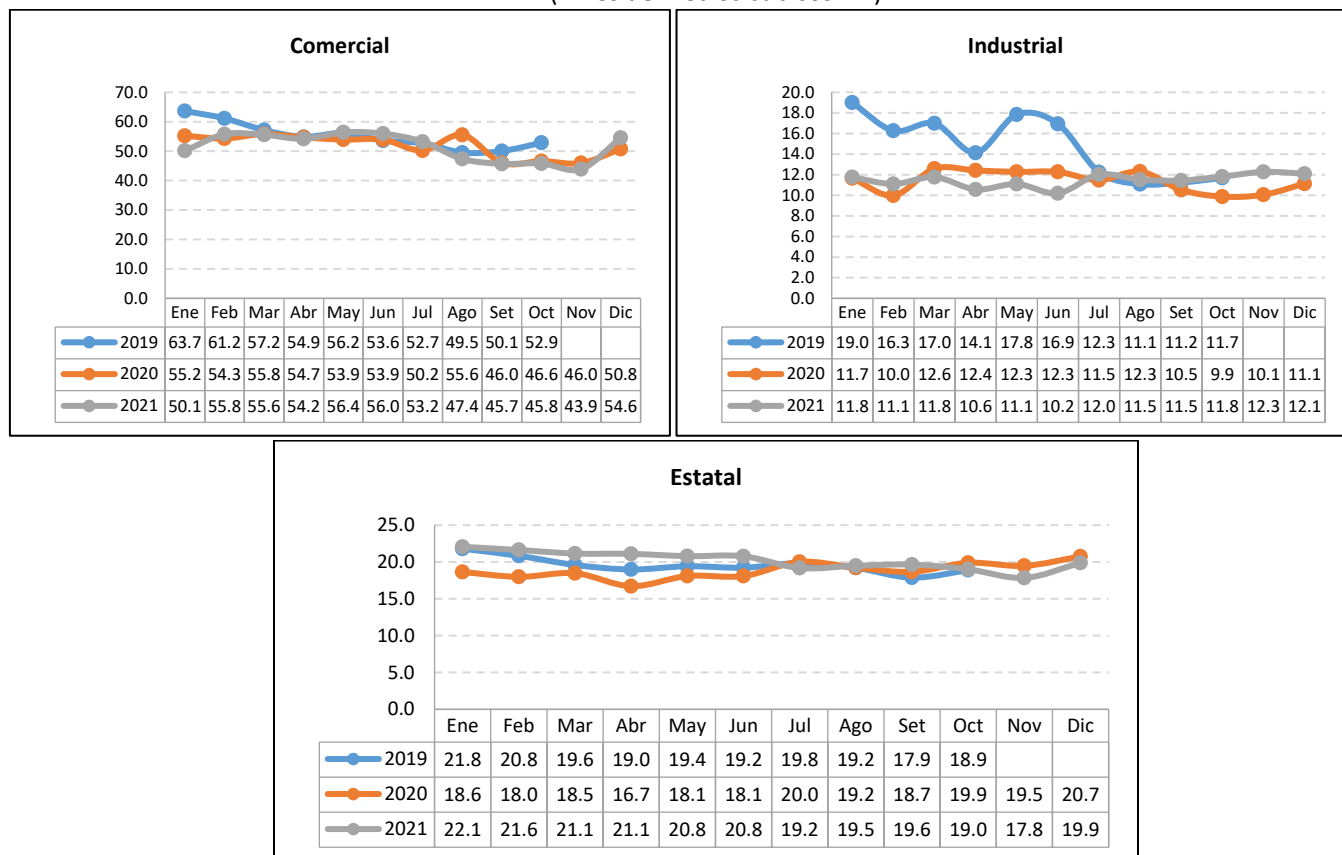 Comercial
70.0
60.0
50.0
40.0
30.0
20.0
10.0
0.0
Ene Feb Mar Abr May Jun Jul Ago Set Oct Nov Dic
2019 63.7 61.2 57.2 54.9 56.2 53.6 52.7 49.5 50.1 52.9
2020 55.2 54.3 55.8 54.7 53.9 53.9 50.2 55.6 46.0 46.6 46.0 50.8
2021 50.1 55.8 55.6 54.2 56.4 56.0 53.2 47.4 45.7 45.8 43.9 54.6
Industrial
20.0
18.0
16.0
14.0
12.0
10.0
8.0
6.0
4.0
2.0
0.0
Ene Feb Mar Abr May Jun Jul Ago Set Oct Nov Dic
2019 19.0 16.3 17.0 14.1 17.8 16.9 12.3 11.1 11.2 11.7
2020 11.7 10.0 12.6 12.4 12.3 12.3 11.5 12.3 10.5 9.9 10.1 11.1
2021 11.8 11.1 11.8 10.6 11.1 10.2 12.0 11.5 11.5 11.8 12.3 12.1
Estatal
25.0
20.0
15.0
10.0
5.0
0.0
Ene Feb Mar Abr May Jun Jul Ago Set Oct Nov Dic
2019 21.8 20.8 19.6 19.0 19.4 19.2 19.8 19.2 17.9 18.9
2020 18.6 18.0 18.5 16.7 18.1 18.1 20.0 19.2 18.7 19.9 19.5 20.7
2021 22.1 21.6 21.1 21.1 20.8 20.8 19.2 19.5 19.6 19.0 17.8 19.9